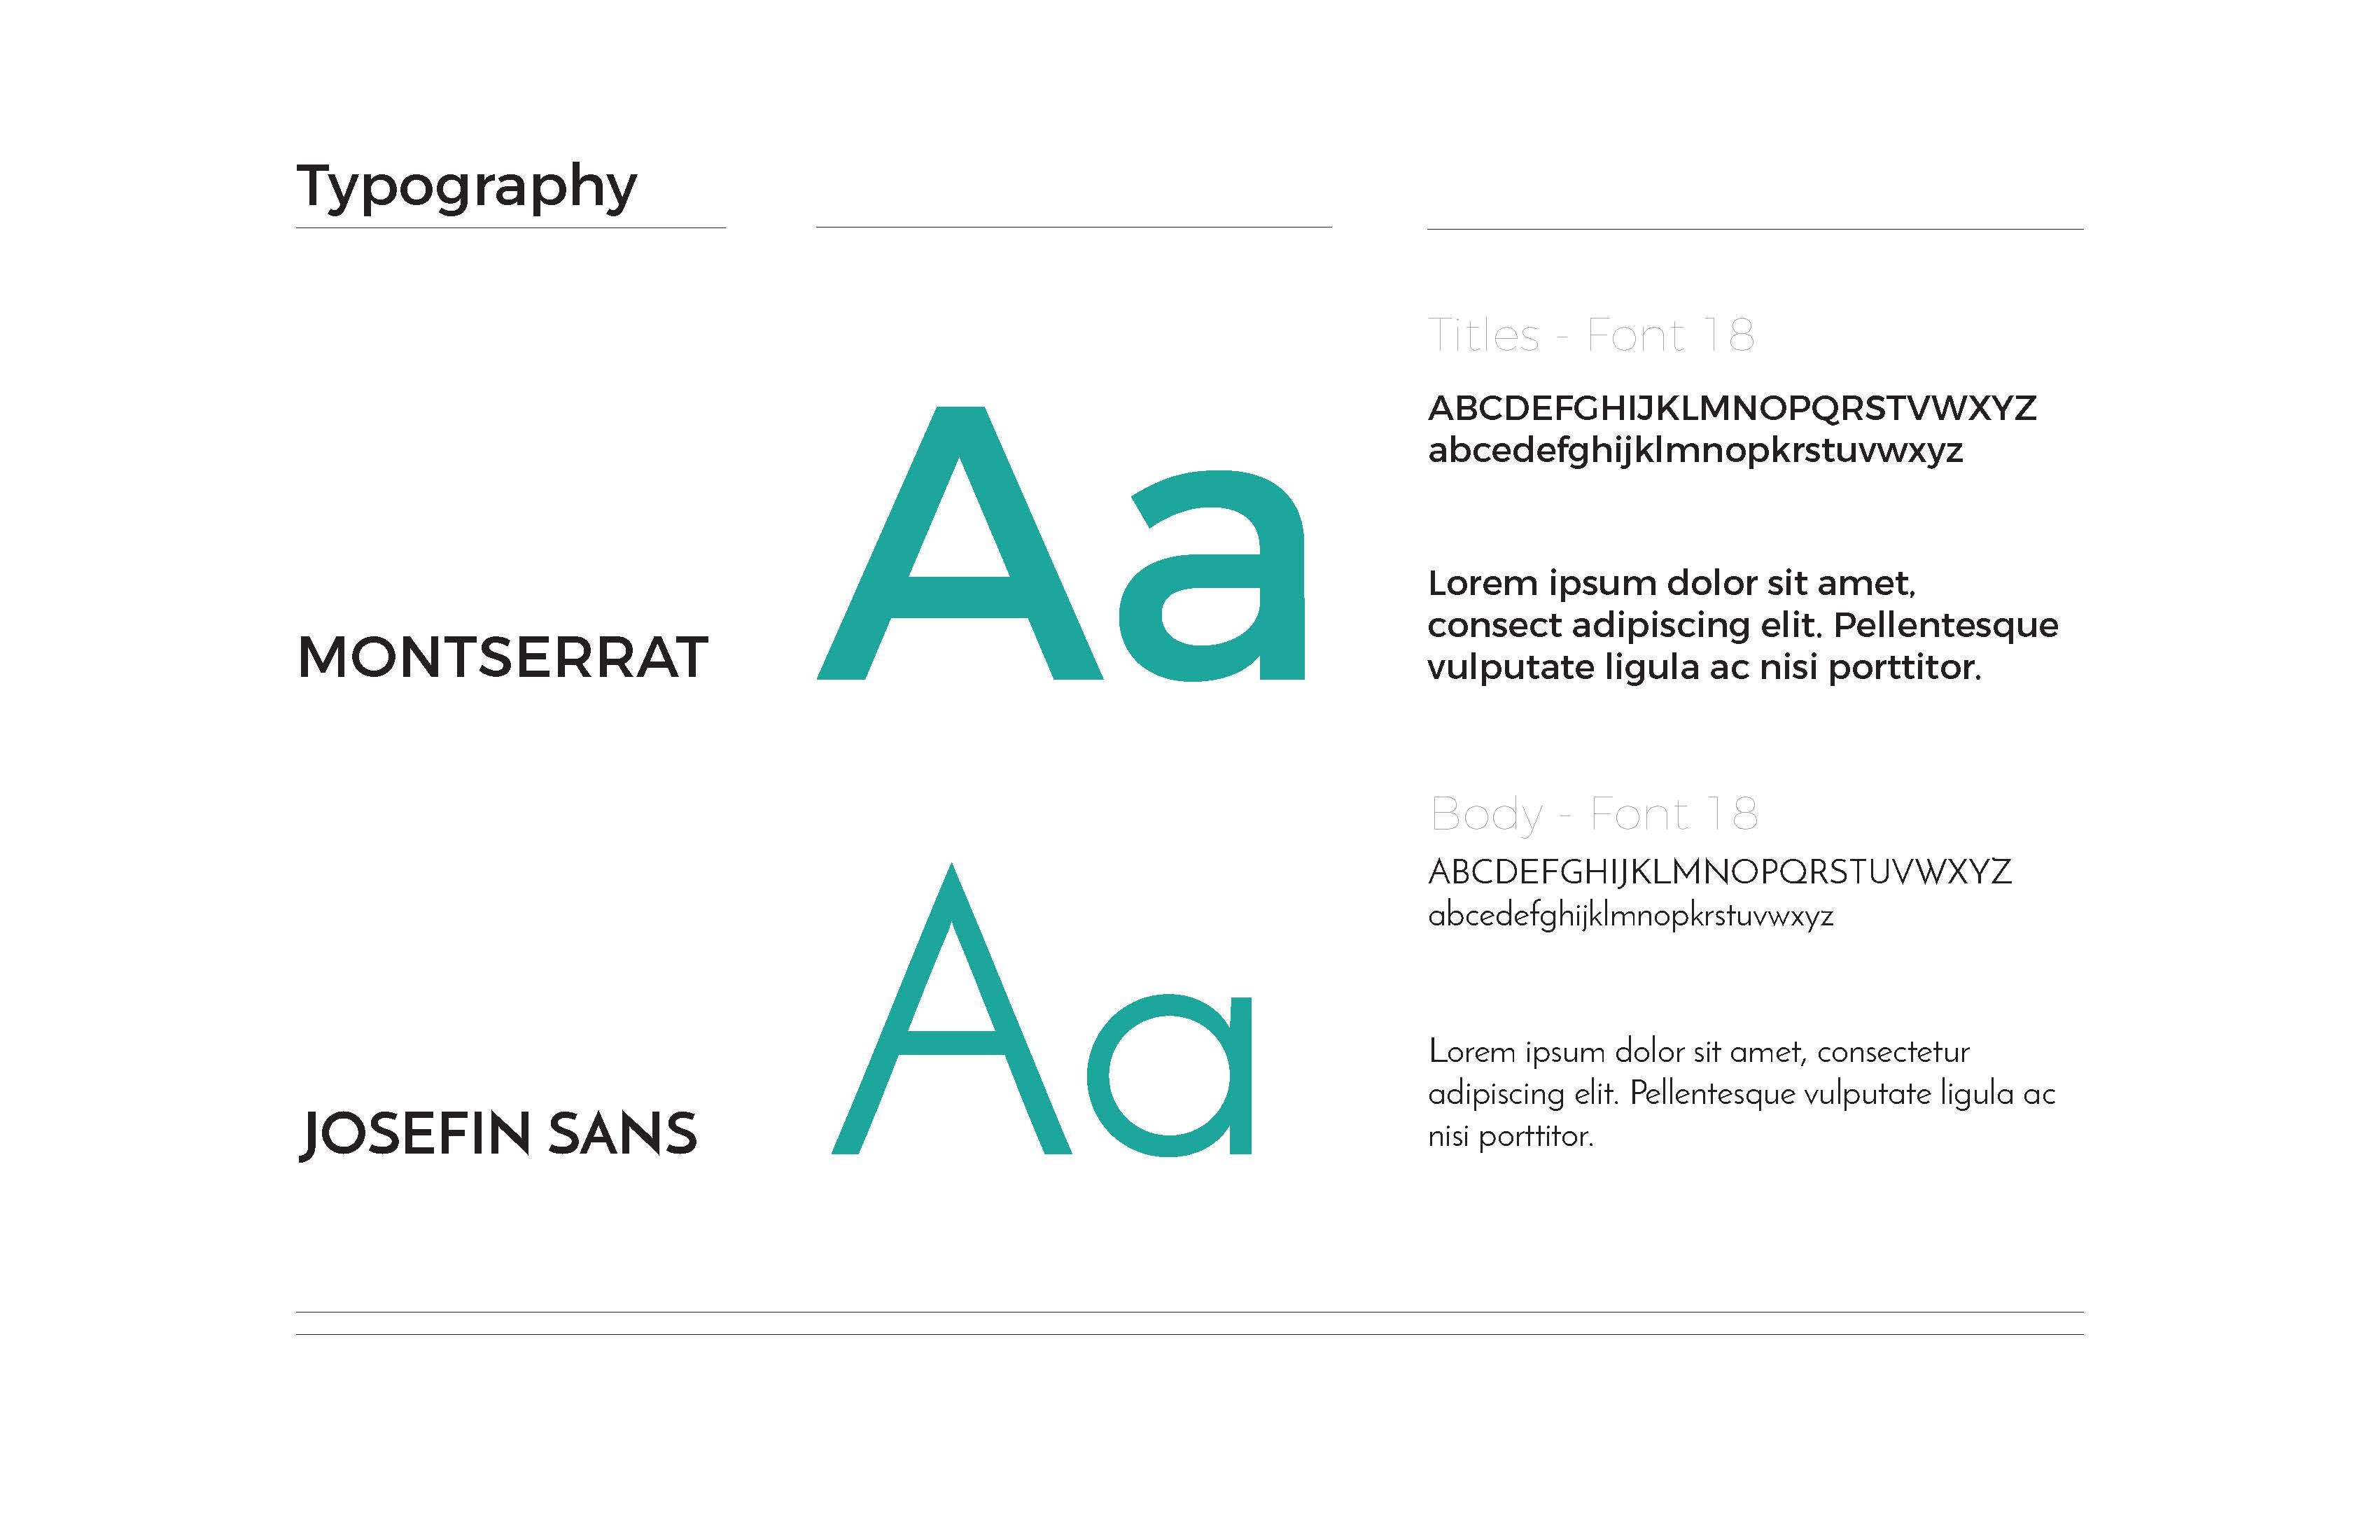 Typography
Titles - Font 18
ABCDEFGHIJKLMNOPQRSTVWXYZ
abcedefghijklmnopkrstuvwxyz
Aa
Lorem ipsum dolor sit amet,
consect adipiscing elit. Pellentesque
vulputate ligula ac nisi porttitor.
MONTSERRAT
Body - Font 18
ABCDEFGHIJKLMNOPQRSTUVWXYZ
abcedefghijklmnopkrstuvwxyz
Aa
Lorem ipsum dolor sit amet, consectetur
adipiscing elit. Pellentesque vulputate ligula ac
nisi porttitor.
JOSEFIN SANS